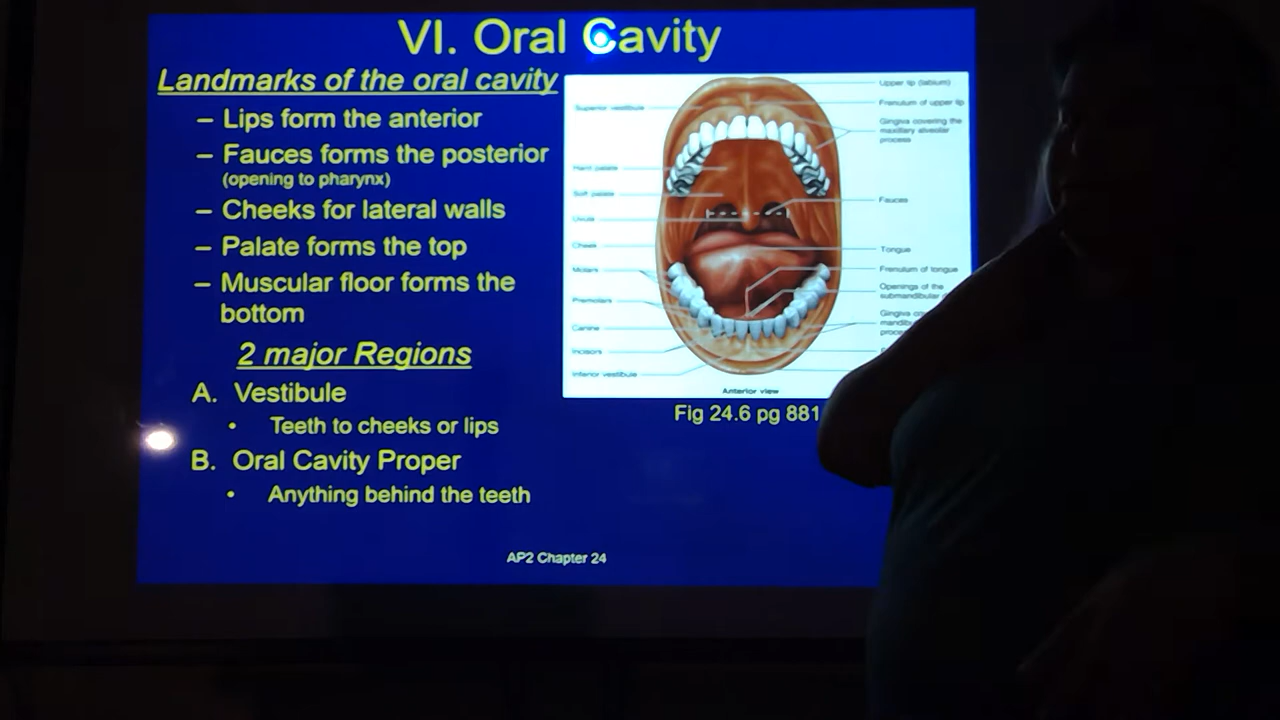 VI. Oral Cavity
Landmarks of the oral cavity
– Lips form the anterior
– Fauces forms the posterior
(opening to pharynx)
– Cheeks for lateral walls
– Palate forms the top
– Muscular floor forms the
bottom
2 major Regions
A. Vestibule
• Teeth to cheeks or lips
B. Oral Cavity Proper
• Anything behind the teeth
Superior vestibule
Hard palate
Soft palate
Uvula
Cheek
Molars
Premolars
Canine
Incisors
Inferior vestibule
Upper lip (labium)
Frenulum of upper lip
Gingiva covering the
maxillary alveolar
process
Fauces
Tongue
Frenulum of tongue
Openings of the
submandibular
Gingiva
Anterior view
Fig 24.6 pg 881
AP2 Chapter 24